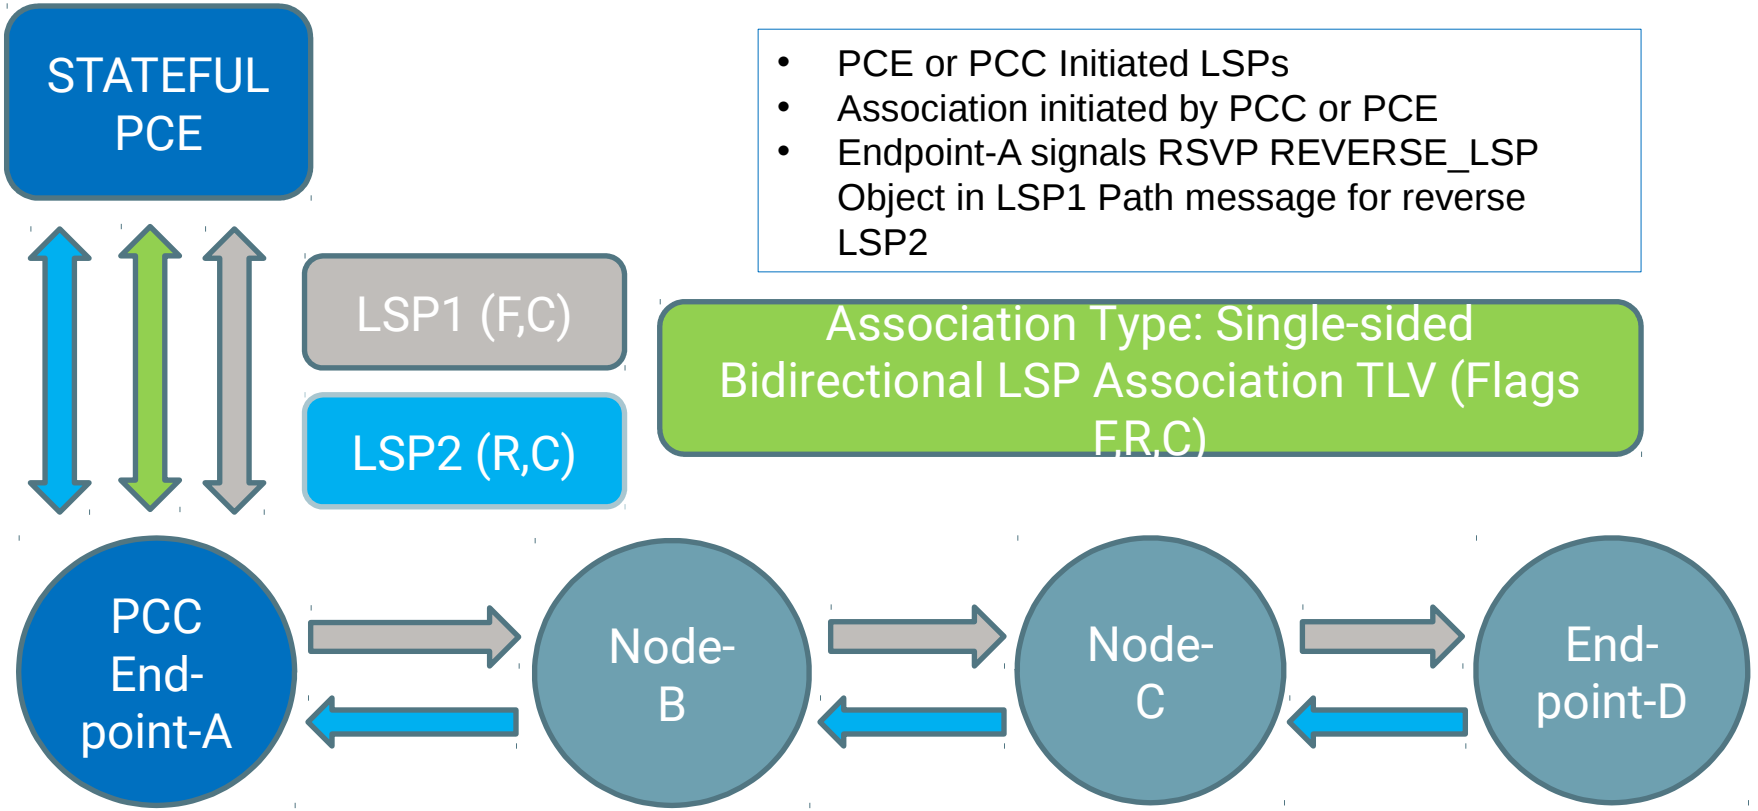 STATEFUL
PCE
• PCE or PCC Initiated LSPs
• Association initiated by PCC or PCE
• Endpoint-A signals RSVP REVERSE_LSP
Object in LSP1 Path message for reverse
LSP2
LSP1 (F,C)
Association Type: Single-sided
Bidirectional LSP Association TLV (Flags
F,R,C)
LSP2 (R,C)
PCC
End-
point-A
Node-
B
Node-
C
End-
point-D